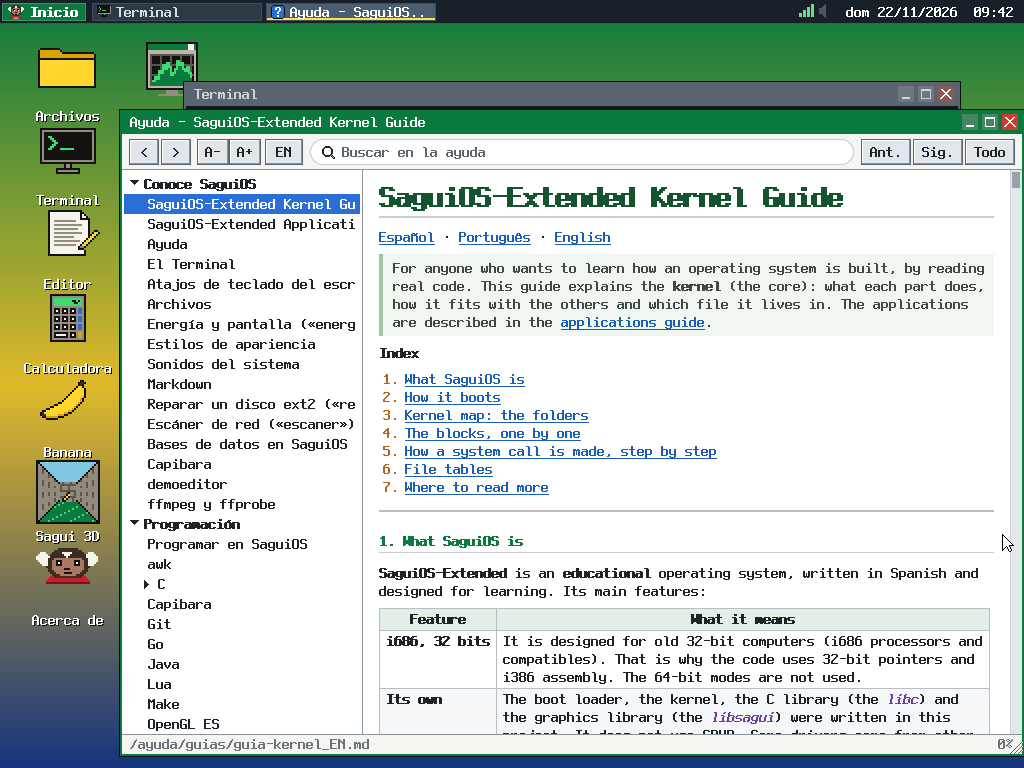 Inicio
Terminal
Ayuda - SaguiOS..
dom 22/11/2026 09:42
Archivos
Terminal
Editor
Calculadora
Banana
Sagui 3D
Acerca de
Terminal
Ayuda - SaguiOS-Extended Kernel Guide
< > A- A+ EN
Buscar en la ayuda
Ant. Sig. Todo
Conoce SaguiOS
SaguiOS-Extended Kernel Gu
SaguiOS-Extended Applicati
Ayuda
El Terminal
Atajos de teclado del escr
Archivos
Energía y pantalla («energ
Estilos de apariencia
Sonidos del sistema
Markdown
Reparar un disco ext2 («re
Escáner de red («escaner»)
Bases de datos en SaguiOS
Capibara
demoeditor
ffmpeg y ffprobe
Programación
Programar en SaguiOS
awk
C
Capibara
Git
Go
Java
Lua
Make
OpenGL ES
SaguiOS-Extended Kernel Guide
Español · Português · English
For anyone who wants to learn how an operating system is built, by reading
real code. This guide explains the kernel (the core): what each part does,
how it fits with the others and which file it lives in. The applications
are described in the applications guide.
Index
1. What SaguiOS is
2. How it boots
3. Kernel map: the folders
4. The blocks, one by one
5. How a system call is made, step by step
6. File tables
7. Where to read more
1. What SaguiOS is
SaguiOS-Extended is an educational operating system, written in Spanish and
designed for learning. Its main features:
Feature What it means
i686, 32 bits It is designed for old 32-bit computers (i686 processors and
compatibles). That is why the code uses 32-bit pointers and
i386 assembly. The 64-bit modes are not used.
Its own The boot loader, the kernel, the C library (the libc) and
the graphics library (the libsagui) were written in this
/ayuda/guias/guia-kernel_EN.md
0%